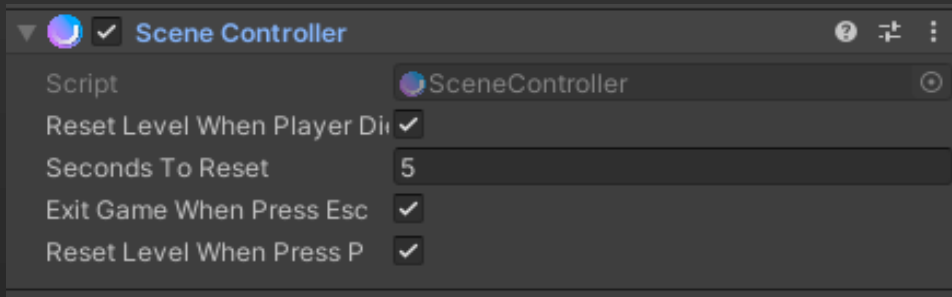 Scene Controller
Script SceneController
Reset Level When Player Di
Seconds To Reset 5
Exit Game When Press Esc
Reset Level When Press P